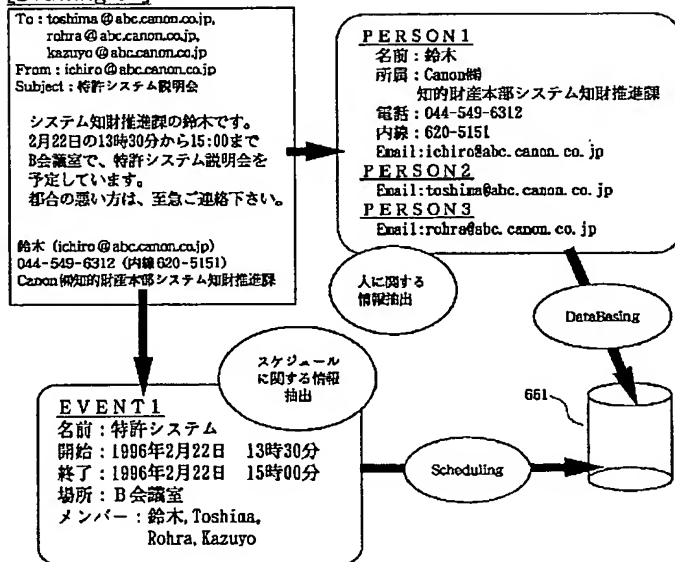 To : toshima@abc.canon.co.jp,
rohra@abc.canon.co.jp,
kazuyo@abc.canon.co.jp
From : ichiro@abc.canon.co.jp
Subject : 特許システム説明会
システム知財推進課の鈴木です。
2月22日の13時30分から15:00まで
B会議室で、特許システム説明会を
予定しています。
都合の悪い方は、至急ご連絡下さい。
鈴木 (ichiro@abc.canon.co.jp)
044-549-6312 (内線620-5151)
Canon㈱知的財産本部システム知財推進課
PERSON1
名前:鈴木
所属:Canon㈱
知的財産本部システム知財推進課
電話:044-549-6312
内線:620-5151
Email:ichiro@abc.canon.co.jp
PERSON2
Email:toshima@abc.canon.co.jp
PERSON3
Email:rohra@abc.canon.co.jp
人に関する
情報抽出
DataBasing
スケジュール
に関する情報
抽出
661
EVENT1
名前:特許システム
開始:1996年2月22日 13時30分
終了:1996年2月22日 15時00分
場所:B会議室
メンバー:鈴木, Toshima,
Rohra, Kazuyo
Scheduling